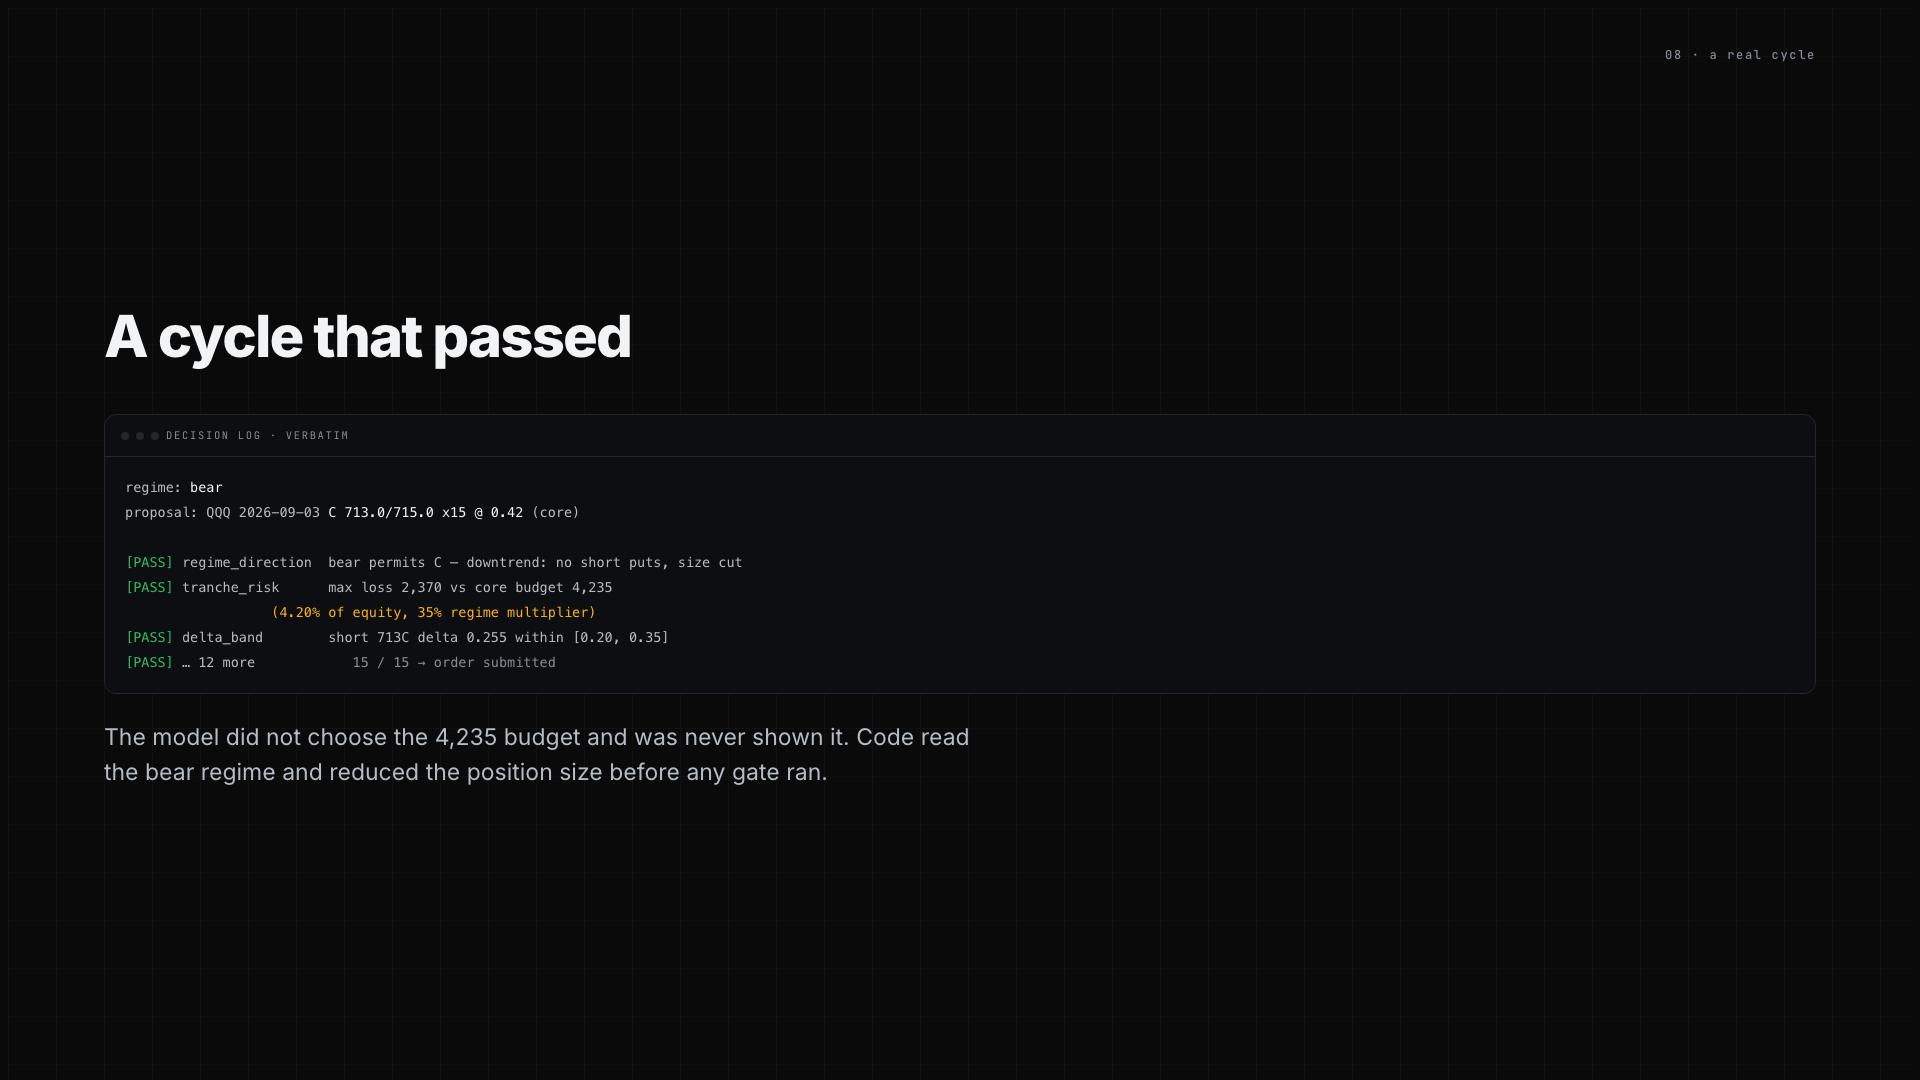 08 · a real cycle
A cycle that passed
DECISION LOG · VERBATIM
regime: bear
proposal: QQQ 2026-09-03 C 713.0/715.0 x15 @ 0.42 (core)
[PASS] regime_direction  bear permits C — downtrend: no short puts, size cut
[PASS] tranche_risk      max loss 2,370 vs core budget 4,235
(4.20% of equity, 35% regime multiplier)
[PASS] delta_band        short 713C delta 0.255 within [0.20, 0.35]
[PASS] … 12 more            15 / 15 → order submitted
The model did not choose the 4,235 budget and was never shown it. Code read
the bear regime and reduced the position size before any gate ran.